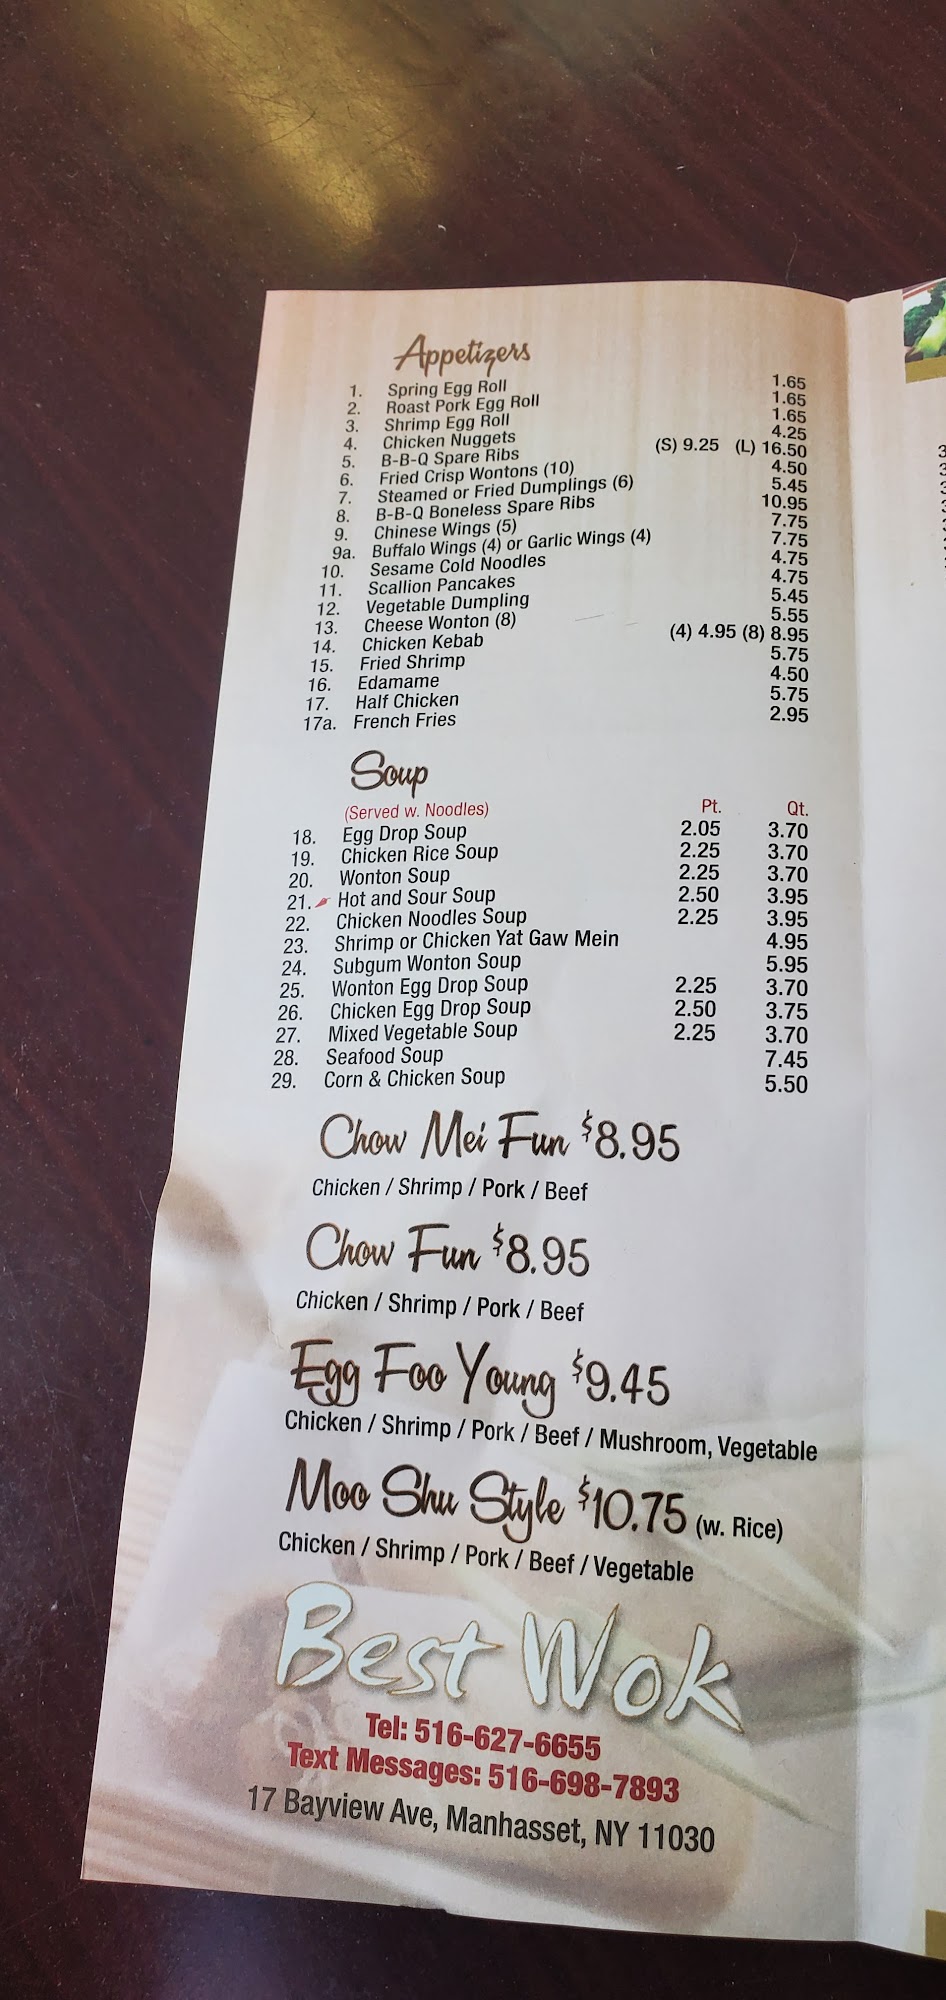 Appetizers
1. Spring Egg Roll 1.65
2. Roast Pork Egg Roll 1.65
3. Shrimp Egg Roll 1.65
4. Chicken Nuggets 4.25
5. B-B-Q Spare Ribs (S) 9.25 (L) 16.50
6. Fried Crisp Wontons (10) 4.50
7. Steamed or Fried Dumplings (6) 5.45
8. B-B-Q Boneless Spare Ribs 10.95
9. Chinese Wings (5) 7.75
9a. Buffalo Wings (4) or Garlic Wings (4) 7.75
10. Sesame Cold Noodles 4.75
11. Scallion Pancakes 4.75
12. Vegetable Dumpling 5.45
13. Cheese Wonton (8) 5.55
14. Chicken Kebab (4) 4.95 (8) 8.95
15. Fried Shrimp 5.75
16. Edamame 4.50
17. Half Chicken 5.75
17a. French Fries 2.95
Soup
(Served w. Noodles) Pt. Qt.
18. Egg Drop Soup 2.05 3.70
19. Chicken Rice Soup 2.25 3.70
20. Wonton Soup 2.25 3.70
21. Hot and Sour Soup 2.50 3.95
22. Chicken Noodles Soup 2.25 3.95
23. Shrimp or Chicken Yat Gaw Mein 4.95
24. Subgum Wonton Soup 5.95
25. Wonton Egg Drop Soup 2.25 3.70
26. Chicken Egg Drop Soup 2.50 3.75
27. Mixed Vegetable Soup 2.25 3.70
28. Seafood Soup 7.45
29. Corn & Chicken Soup 5.50
Chow Mei Fun $8.95
Chicken / Shrimp / Pork / Beef
Chow Fun $8.95
Chicken / Shrimp / Pork / Beef
Egg Foo Young $9.45
Chicken / Shrimp / Pork / Beef / Mushroom, Vegetable
Moo Shu Style $10.75 (w. Rice)
Chicken / Shrimp / Pork / Beef / Vegetable
Best Wok
Tel: 516-627-6655
Text Messages: 516-698-7893
17 Bayview Ave, Manhasset, NY 11030